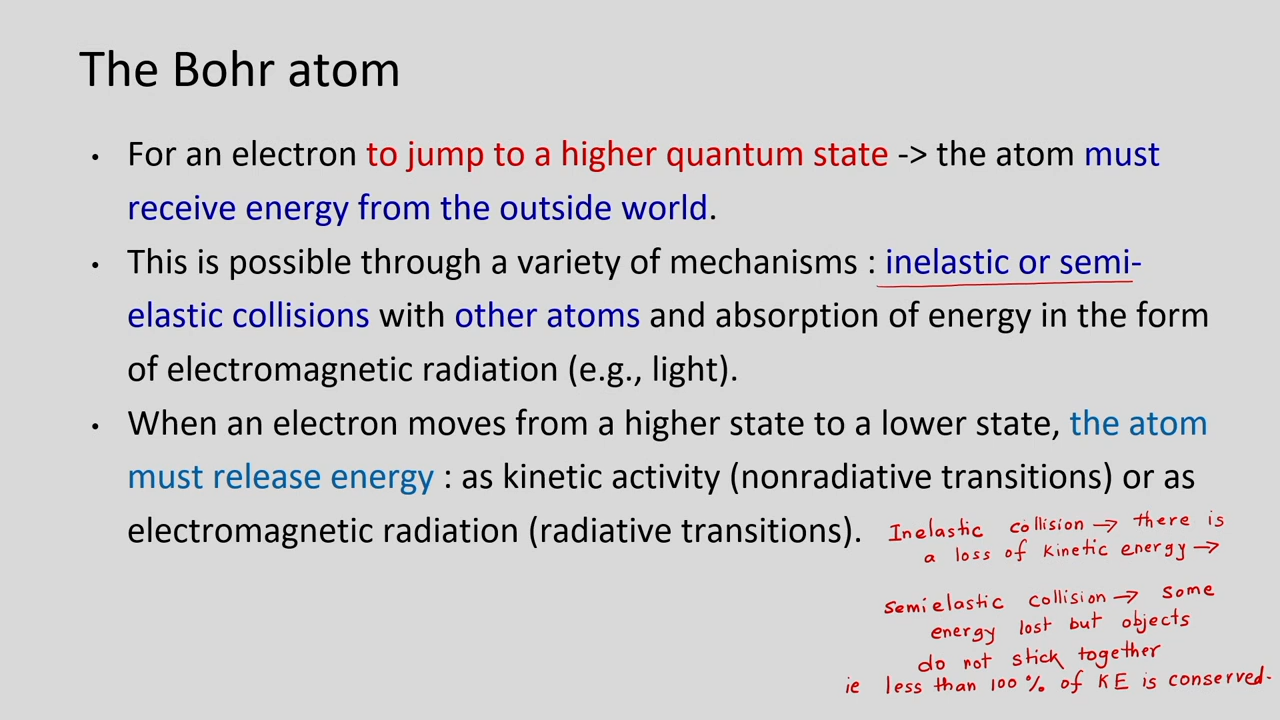 The Bohr atom
• For an electron to jump to a higher quantum state -> the atom must
receive energy from the outside world.
• This is possible through a variety of mechanisms : inelastic or semi-
elastic collisions with other atoms and absorption of energy in the form
of electromagnetic radiation (e.g., light).
• When an electron moves from a higher state to a lower state, the atom
must release energy : as kinetic activity (nonradiative transitions) or as
electromagnetic radiation (radiative transitions).
Inelastic collision → there is
a loss of kinetic energy →
semielastic collision → some
energy lost but objects
do not stick together
ie less than 100 % of KE is conserved.